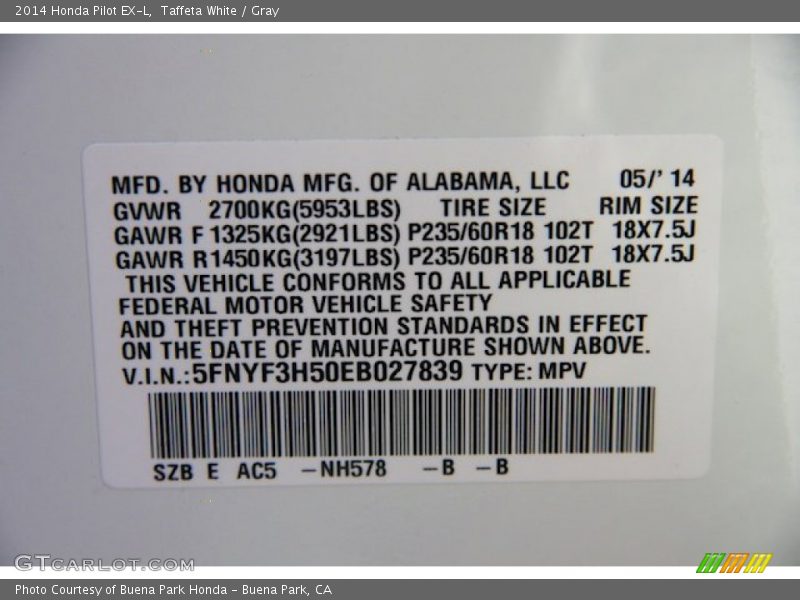 2014 Honda Pilot EX-L, Taffeta White / Gray
MFD. BY HONDA MFG. OF ALABAMA, LLC 05/' 14
GVWR 2700KG(5953LBS) TIRE SIZE RIM SIZE
GAWR F 1325KG(2921LBS) P235/60R18 102T 18X7.5J
GAWR R 1450KG(3197LBS) P235/60R18 102T 18X7.5J
THIS VEHICLE CONFORMS TO ALL APPLICABLE
FEDERAL MOTOR VEHICLE SAFETY
AND THEFT PREVENTION STANDARDS IN EFFECT
ON THE DATE OF MANUFACTURE SHOWN ABOVE.
V.I.N.:5FNYF3H50EB027839 TYPE: MPV
SZB E AC5 -NH578 -B -B
GTCARLOT.COM
Photo Courtesy of Buena Park Honda - Buena Park, CA